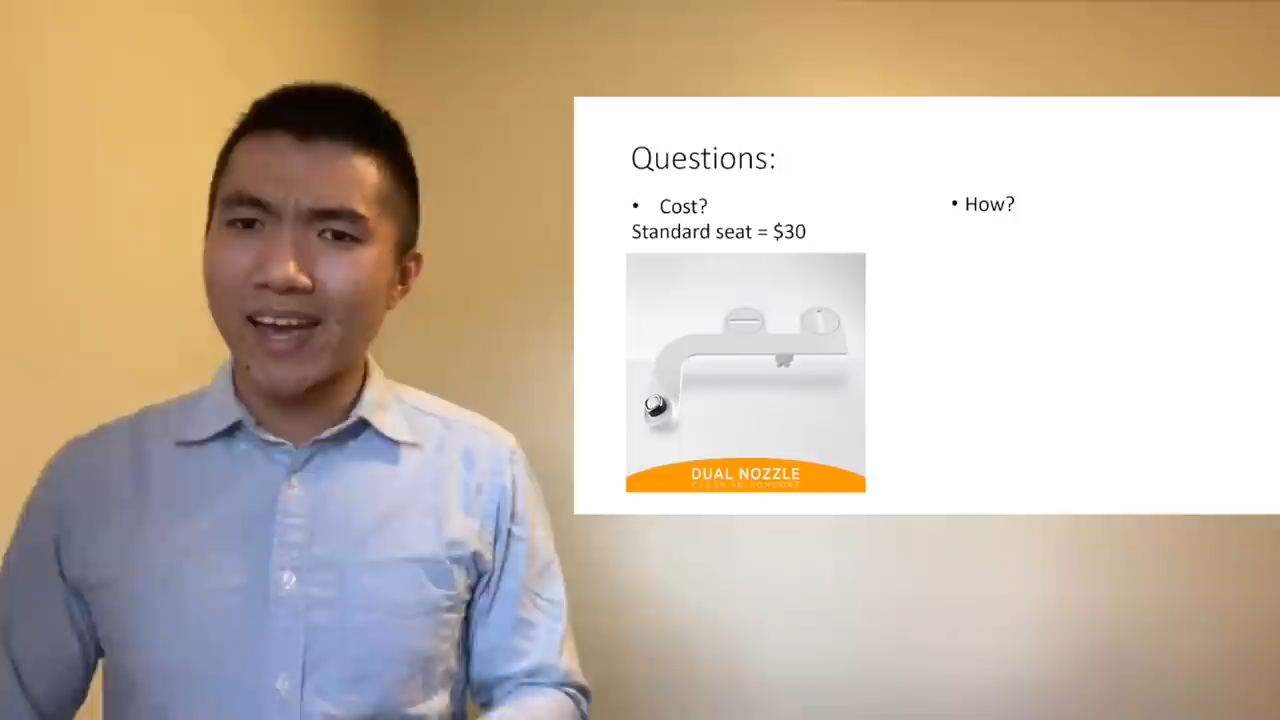 Questions:
• Cost?
Standard seat = $30
• How?
DUAL NOZZLE